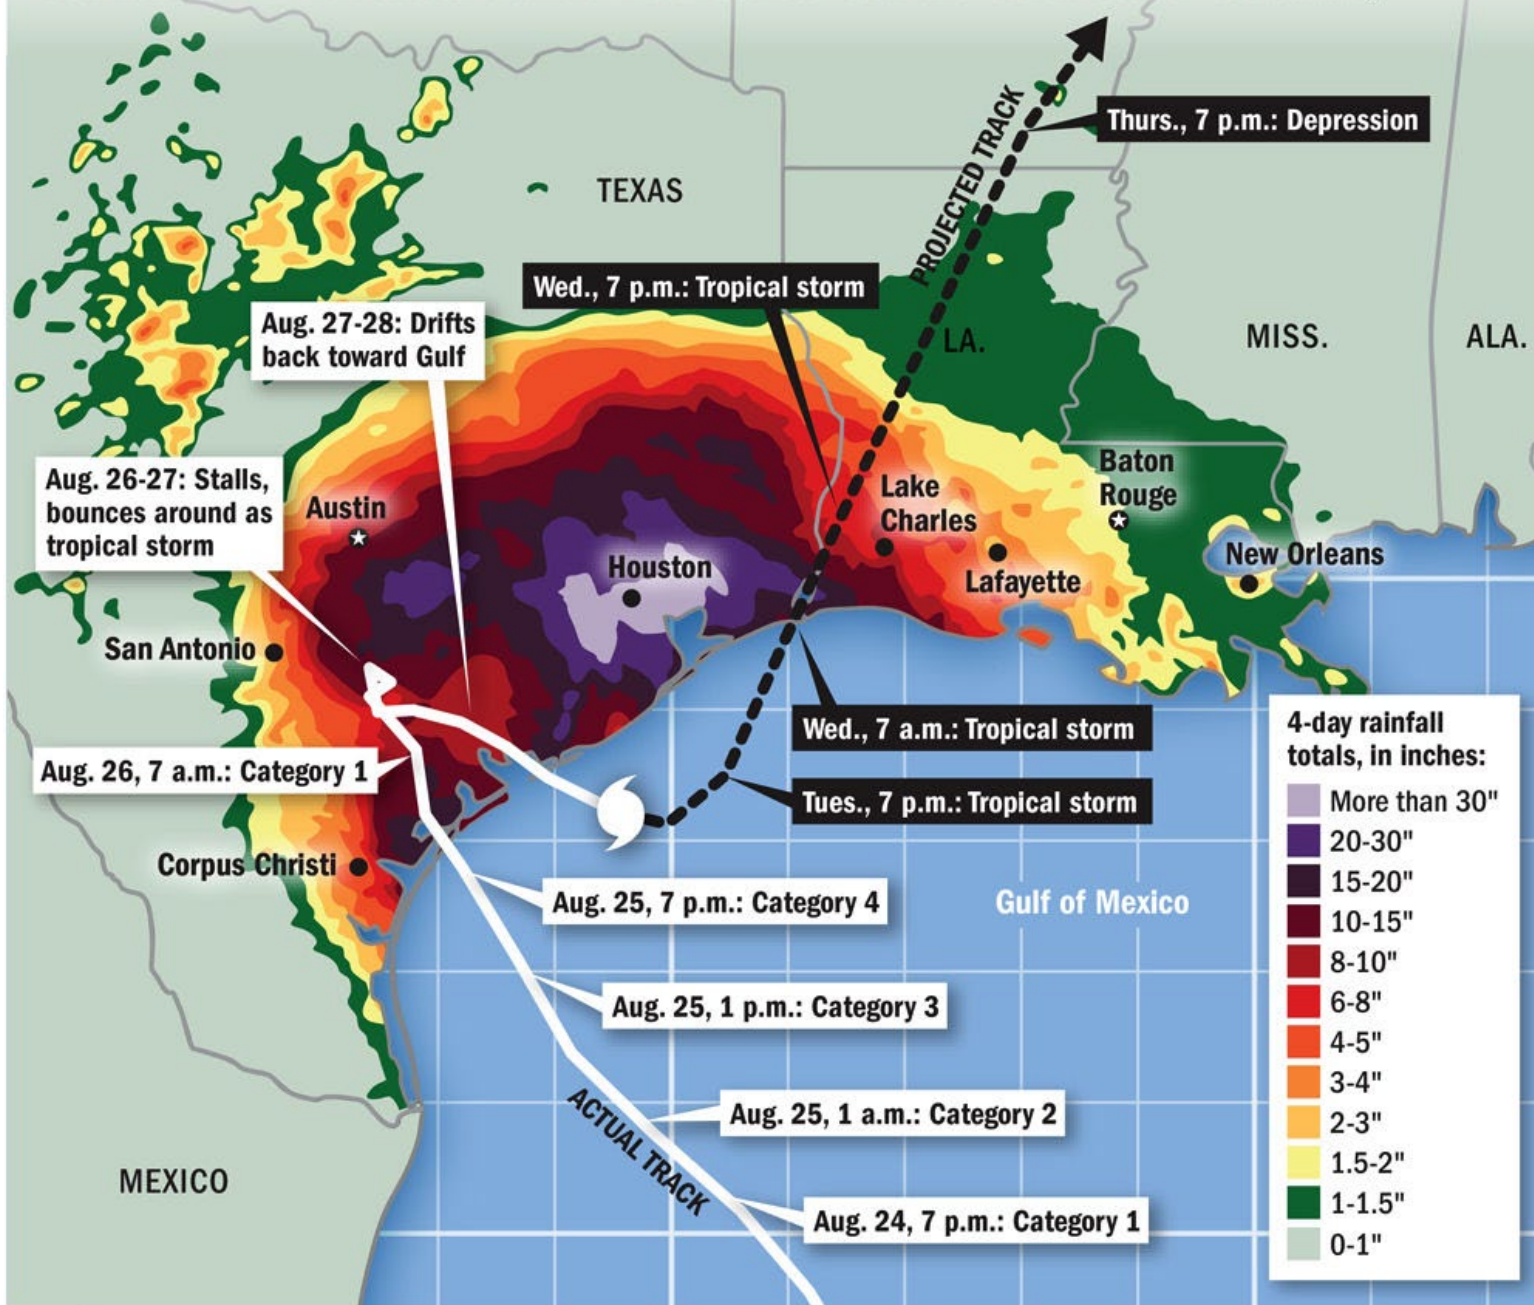 Thurs., 7 p.m.: Depression
PROJECTED TRACK
TEXAS
Wed., 7 p.m.: Tropical storm
Aug. 27-28: Drifts
back toward Gulf
LA.
MISS.
ALA.
Aug. 26-27: Stalls,
bounces around as
tropical storm
Austin
Lake
Charles
Baton
Rouge
Houston
Lafayette
New Orleans
San Antonio
Wed., 7 a.m.: Tropical storm
Aug. 26, 7 a.m.: Category 1
Tues., 7 p.m.: Tropical storm
Corpus Christi
Aug. 25, 7 p.m.: Category 4
Gulf of Mexico
Aug. 25, 1 p.m.: Category 3
ACTUAL TRACK
Aug. 25, 1 a.m.: Category 2
MEXICO
Aug. 24, 7 p.m.: Category 1
4-day rainfall
totals, in inches:
More than 30"
20-30"
15-20"
10-15"
8-10"
6-8"
4-5"
3-4"
2-3"
1.5-2"
1-1.5"
0-1"